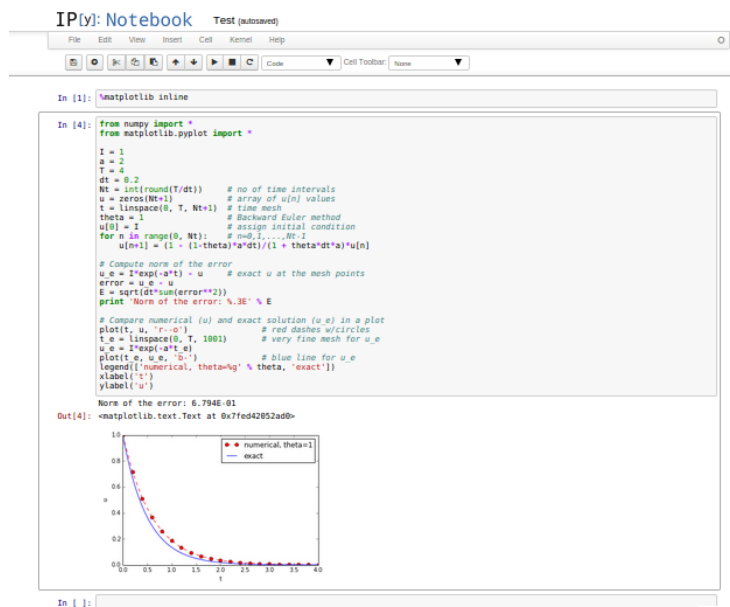 IP[y]: Notebook Test (autosaved)
File Edit View Insert Cell Kernel Help
Code Cell Toolbar: None
In [1]: %matplotlib inline
In [4]: from numpy import *
from matplotlib.pyplot import *
I = 1
a = 2
T = 4
dt = 0.2
Nt = int(round(T/dt)) # no of time intervals
u = zeros(Nt+1) # array of u[n] values
t = linspace(0, T, Nt+1) # time mesh
theta = 1 # Backward Euler method
u[0] = I # assign initial condition
for n in range(0, Nt): # n=0,1,...,Nt-1
u[n+1] = (1 - (1-theta)*a*dt)/(1 + theta*dt*a)*u[n]
# Compute norm of the error
u_e = I*exp(-a*t) - u # exact u at the mesh points
error = u_e - u
E = sqrt(dt*sum(error**2))
print 'Norm of the error: %.3E' % E
# Compare numerical (u) and exact solution (u_e) in a plot
plot(t, u, 'r--o') # red dashes w/circles
t_e = linspace(0, T, 1001) # very fine mesh for u_e
u_e = I*exp(-a*t_e)
plot(t_e, u_e, 'b-') # blue line for u_e
legend(['numerical, theta=%g' % theta, 'exact'])
xlabel('t')
ylabel('u')
Norm of the error: 6.794E-01
Out[4]: <matplotlib.text.Text at 0x7fed42052ad0>
1.0
numerical, theta=1
exact
0.8
0.6
u
0.4
0.2
0.0
0.0 0.5 1.0 1.5 2.0 2.5 3.0 3.5 4.0
t
In [ ]: